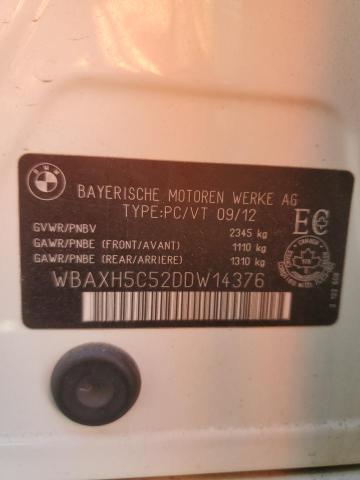 BMW
BAYERISCHE MOTOREN WERKE AG
TYPE:PC/VT 09/12
GVWR/PNBV 2345 kg
GAWR/PNBE (FRONT/AVANT) 1110 kg
GAWR/PNBE (REAR/ARRIERE) 1310 kg
WBAXH5C52DDW14376